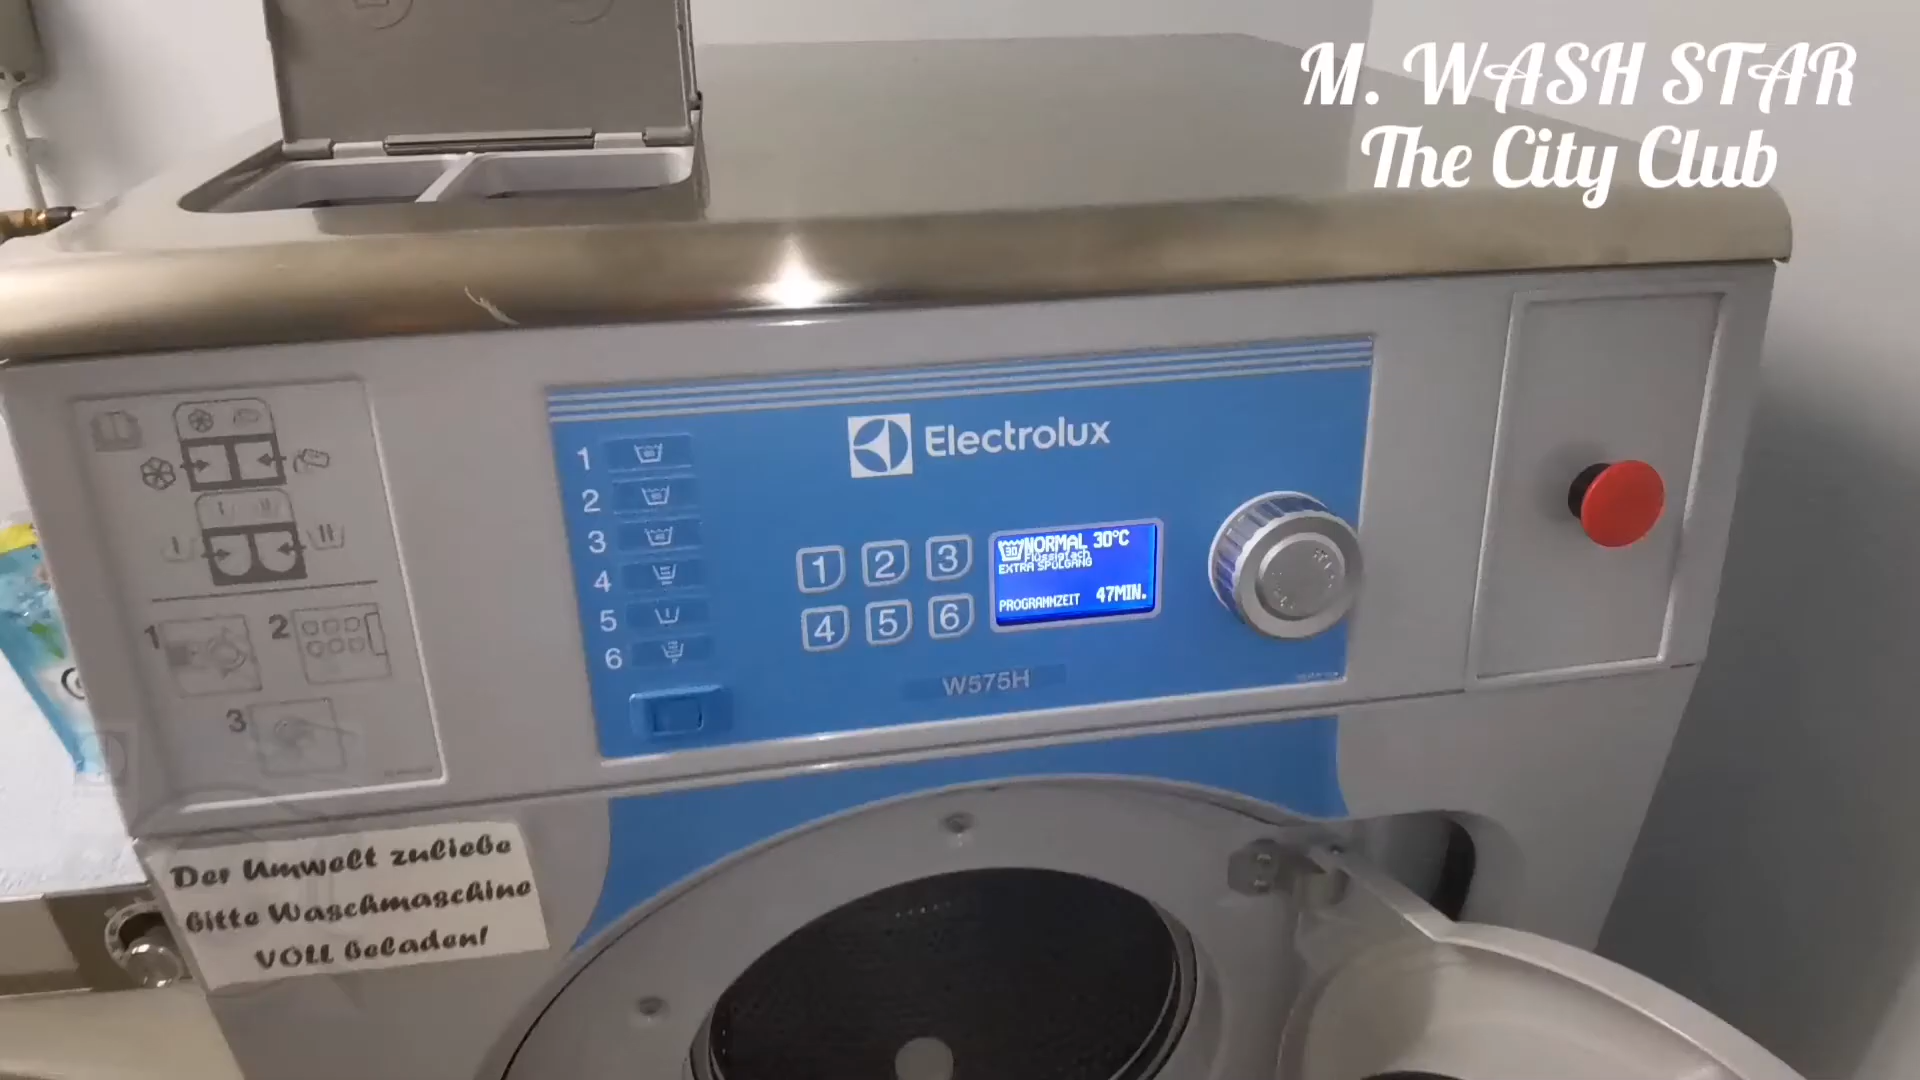 M. WASH STAR
The City Club
Electrolux
1
2
3
4
5
6
1 2 3
4 5 6
NORMAL 30°C
Flüssigfach
EXTRA SPÜLGANG
PROGRAMMZEIT 47MIN.
W575H
1
2
3
Der Umwelt zuliebe
bitte Waschmaschine
VOLL beladen!